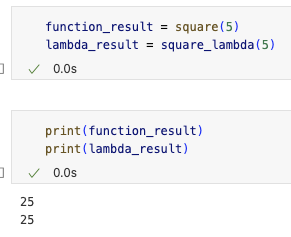 function_result = square(5)
lambda_result = square_lambda(5)
✓ 0.0s
print(function_result)
print(lambda_result)
✓ 0.0s
25
25